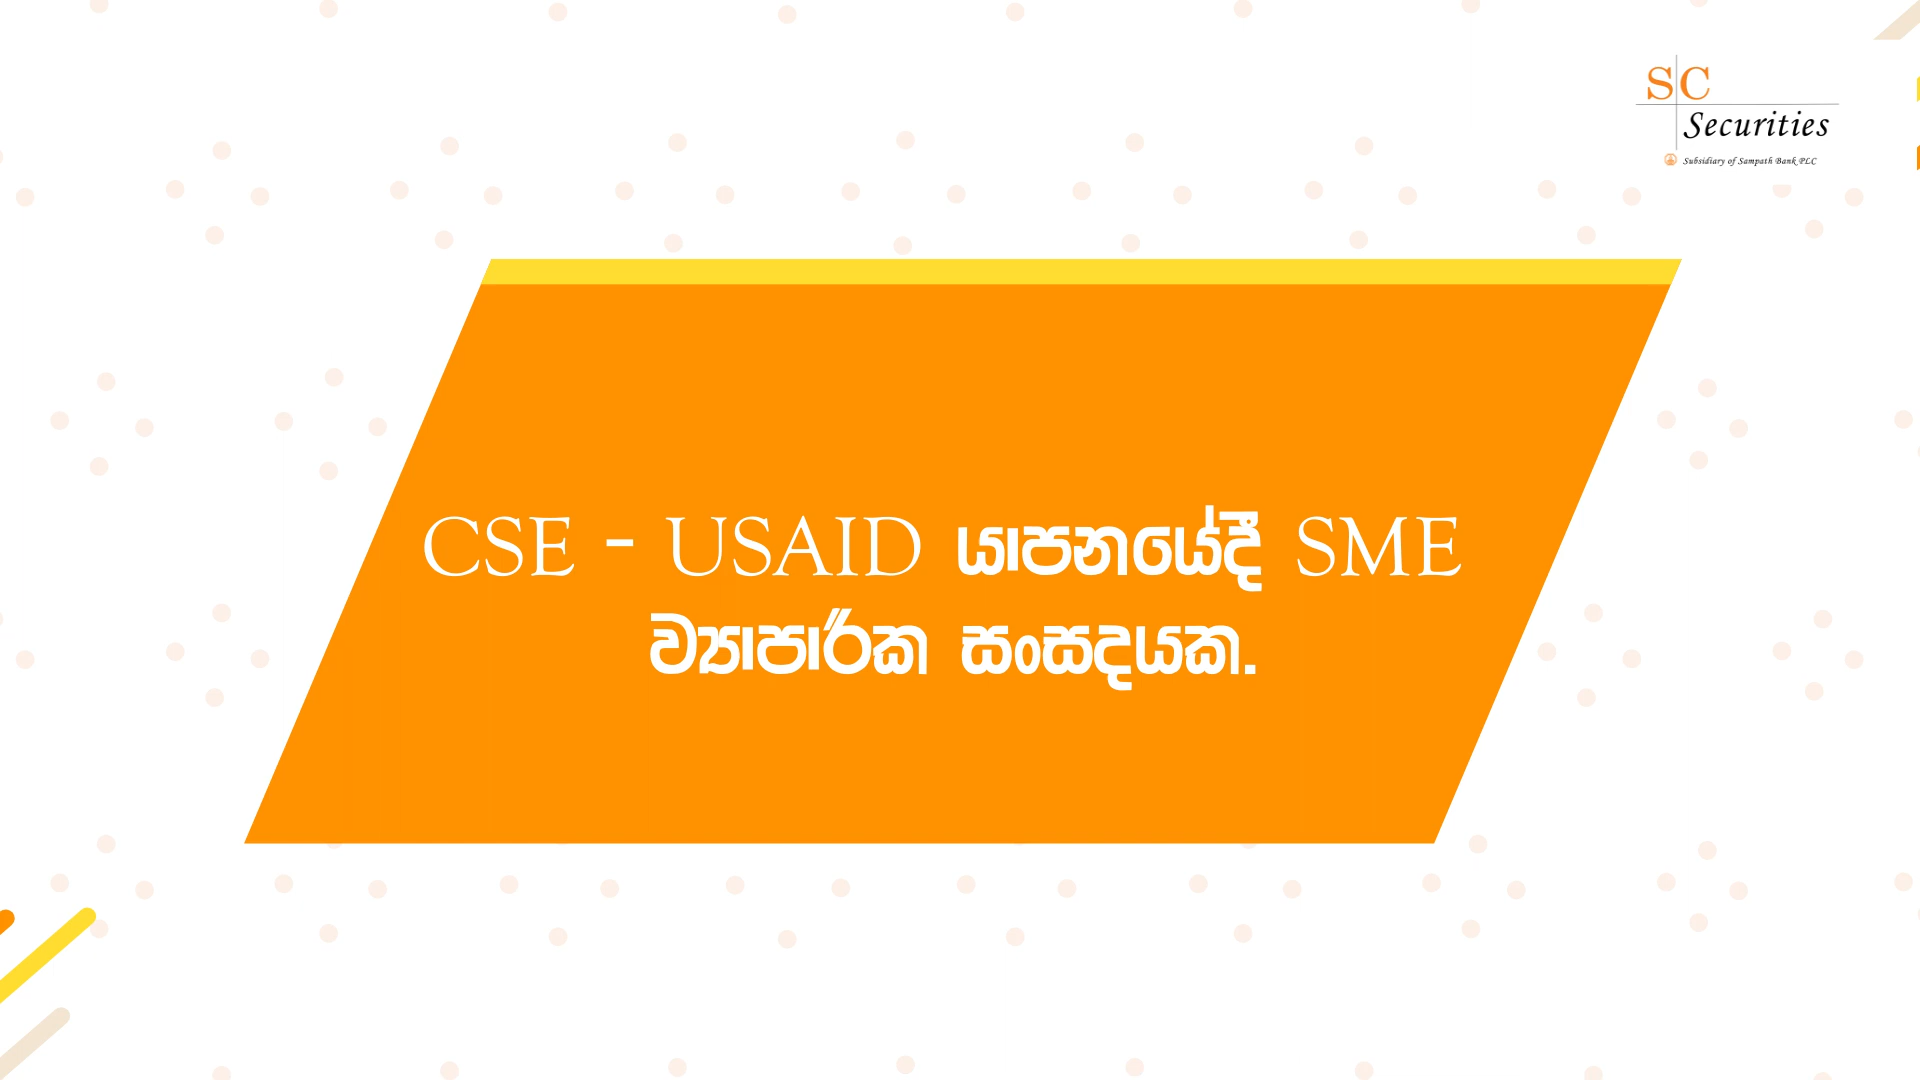 SC
Securities
Subsidiary of Sampath Bank PLC
CSE - USAID යාපනයේදී SME
ව්‍යාපාරික සංසදයක.